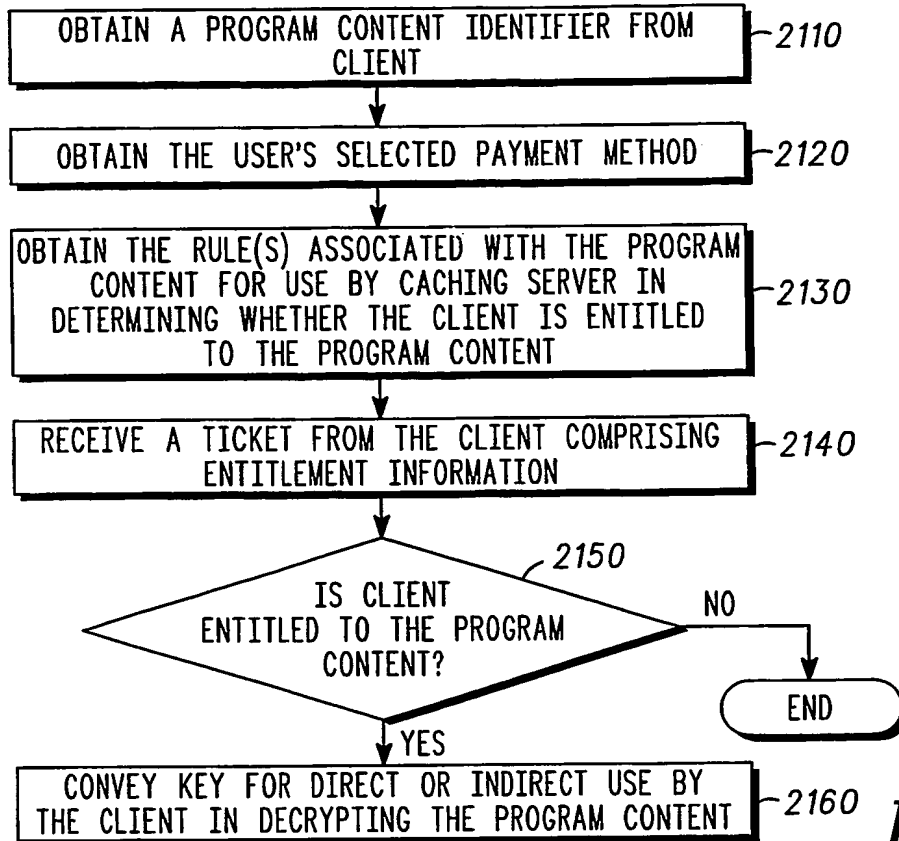 OBTAIN A PROGRAM CONTENT IDENTIFIER FROM
CLIENT
2110
OBTAIN THE USER'S SELECTED PAYMENT METHOD
2120
OBTAIN THE RULE(S) ASSOCIATED WITH THE PROGRAM
CONTENT FOR USE BY CACHING SERVER IN
DETERMINING WHETHER THE CLIENT IS ENTITLED
TO THE PROGRAM CONTENT
2130
RECEIVE A TICKET FROM THE CLIENT COMPRISING
ENTITLEMENT INFORMATION
2140
2150
IS CLIENT
ENTITLED TO THE PROGRAM
CONTENT?
NO
END
YES
CONVEY KEY FOR DIRECT OR INDIRECT USE BY
THE CLIENT IN DECRYPTING THE PROGRAM CONTENT
2160